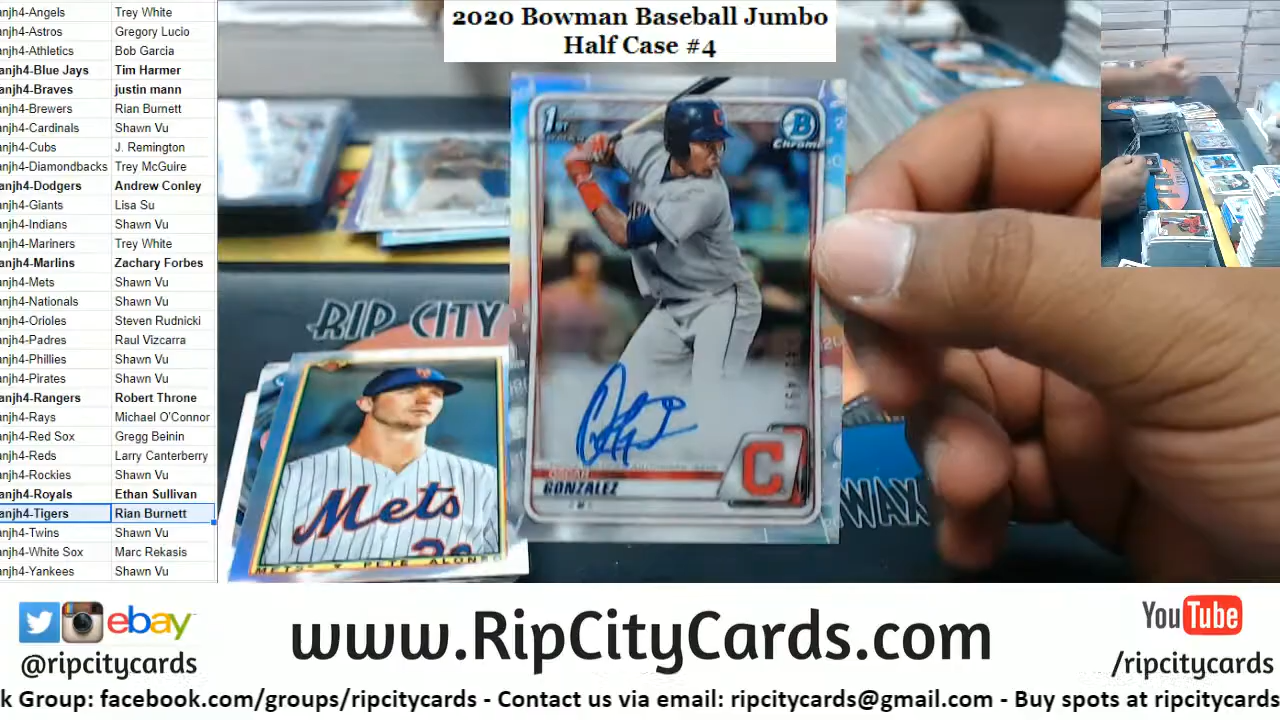 2020 Bowman Baseball Jumbo
Half Case #4
anjh4-Angels Trey White
anjh4-Astros Gregory Lucio
anjh4-Athletics Bob Garcia
anjh4-Blue Jays Tim Harmer
anjh4-Braves justin mann
anjh4-Brewers Rian Burnett
anjh4-Cardinals Shawn Vu
anjh4-Cubs J. Remington
anjh4-Diamondbacks Trey McGuire
anjh4-Dodgers Andrew Conley
anjh4-Giants Lisa Su
anjh4-Indians Shawn Vu
anjh4-Mariners Trey White
anjh4-Marlins Zachary Forbes
anjh4-Mets Shawn Vu
anjh4-Nationals Shawn Vu
anjh4-Orioles Steven Rudnicki
anjh4-Padres Raul Vizcarra
anjh4-Phillies Shawn Vu
anjh4-Pirates Shawn Vu
anjh4-Rangers Robert Throne
anjh4-Rays Michael O'Connor
anjh4-Red Sox Gregg Beinin
anjh4-Reds Larry Canterberry
anjh4-Rockies Shawn Vu
anjh4-Royals Ethan Sullivan
anjh4-Tigers Rian Burnett
anjh4-Twins Shawn Vu
anjh4-White Sox Marc Rekasis
anjh4-Yankees Shawn Vu
1ST
B
Chrome
C
OSCAR
GONZALEZ
RIP CITY
WAX
Mets
METS PETE ALONSO
ebay
@ripcitycards
www.RipCityCards.com
YouTube
/ripcitycards
k Group: facebook.com/groups/ripcitycards - Contact us via email: ripcitycards@gmail.com - Buy spots at ripcitycards